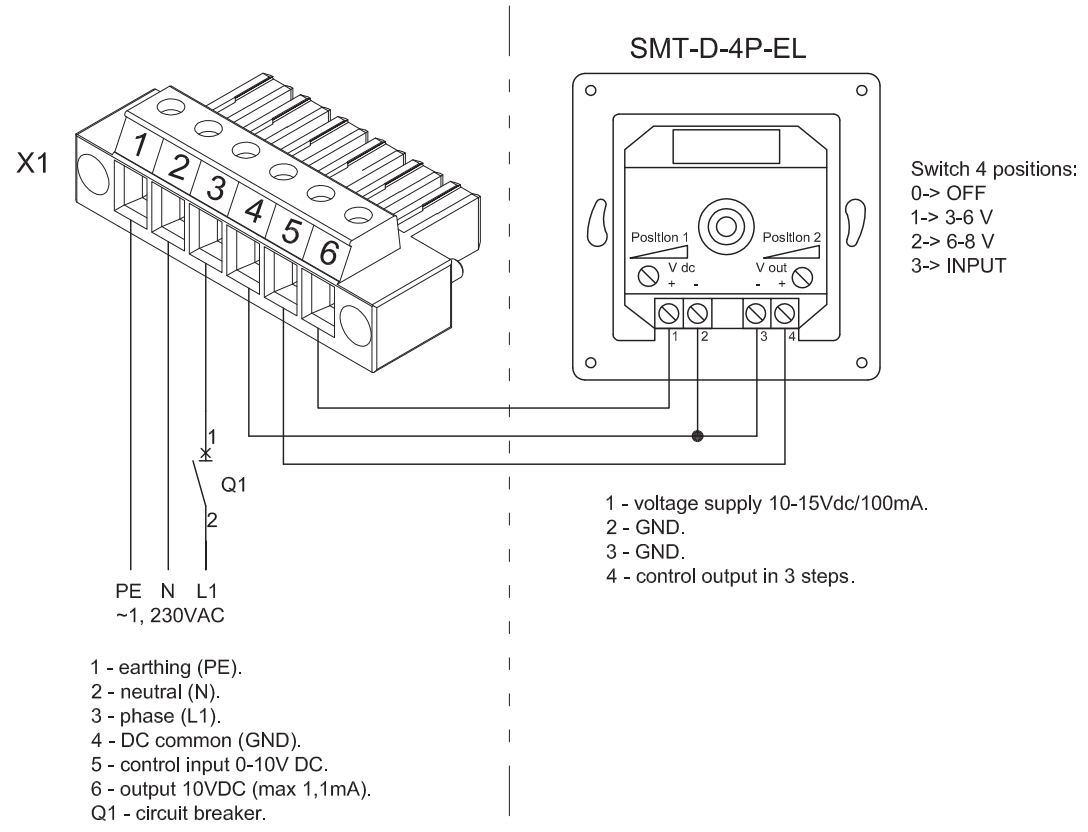 SMT-D-4P-EL
X1
1 2 3 4 5 6
Switch 4 positions:
0-> OFF
1-> 3-6 V
2-> 6-8 V
3-> INPUT
Position 1
Position 2
V dc
V out
+ -
- +
1 2 3 4
1
Q1
2
PE N L1
~1, 230VAC
1 - voltage supply 10-15Vdc/100mA.
2 - GND.
3 - GND.
4 - control output in 3 steps.
1 - earthing (PE).
2 - neutral (N).
3 - phase (L1).
4 - DC common (GND).
5 - control input 0-10V DC.
6 - output 10VDC (max 1,1mA).
Q1 - circuit breaker.